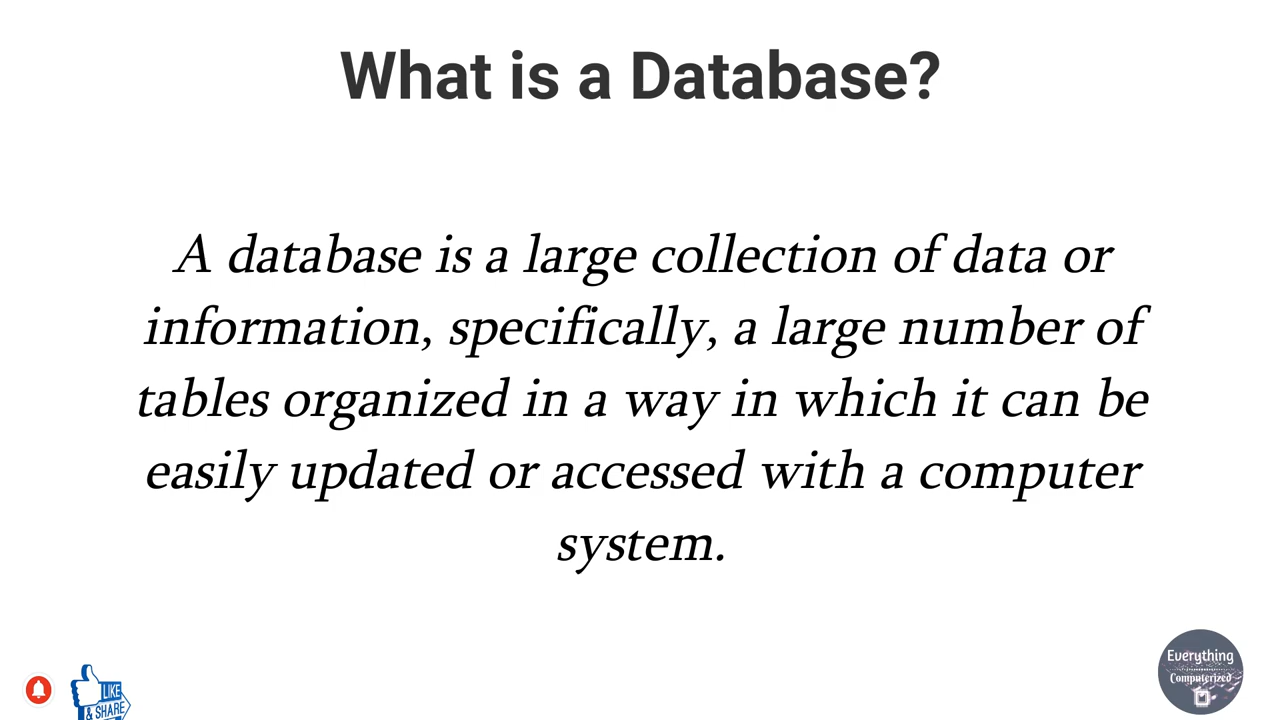 What is a Database?
A database is a large collection of data or
information, specifically, a large number of
tables organized in a way in which it can be
easily updated or accessed with a computer
system.
LIKE
& SHARE
Everything
Computerized